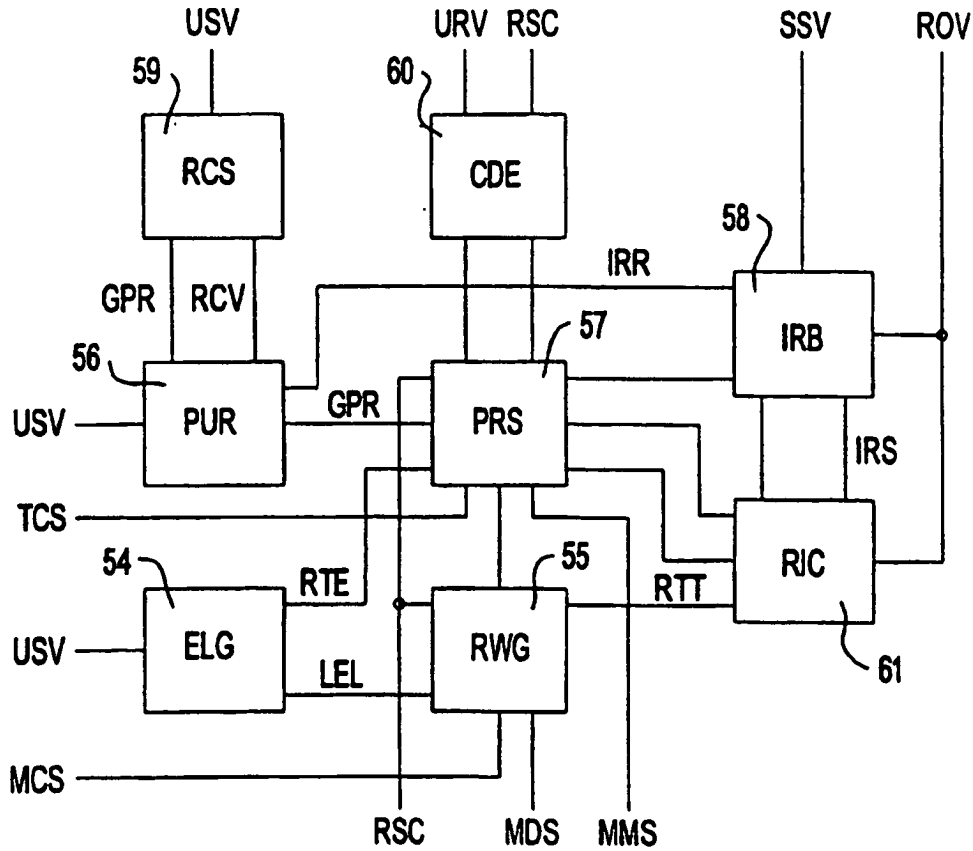 USV URV RSC SSV ROV
59 60
RCS CDE
58
GPR RCV IRR
IRB
56 57
USV PUR GPR PRS
IRS
TCS
RIC
54 RTE 55 RTT
USV ELG RWG
61
LEL
MCS
RSC MDS MMS